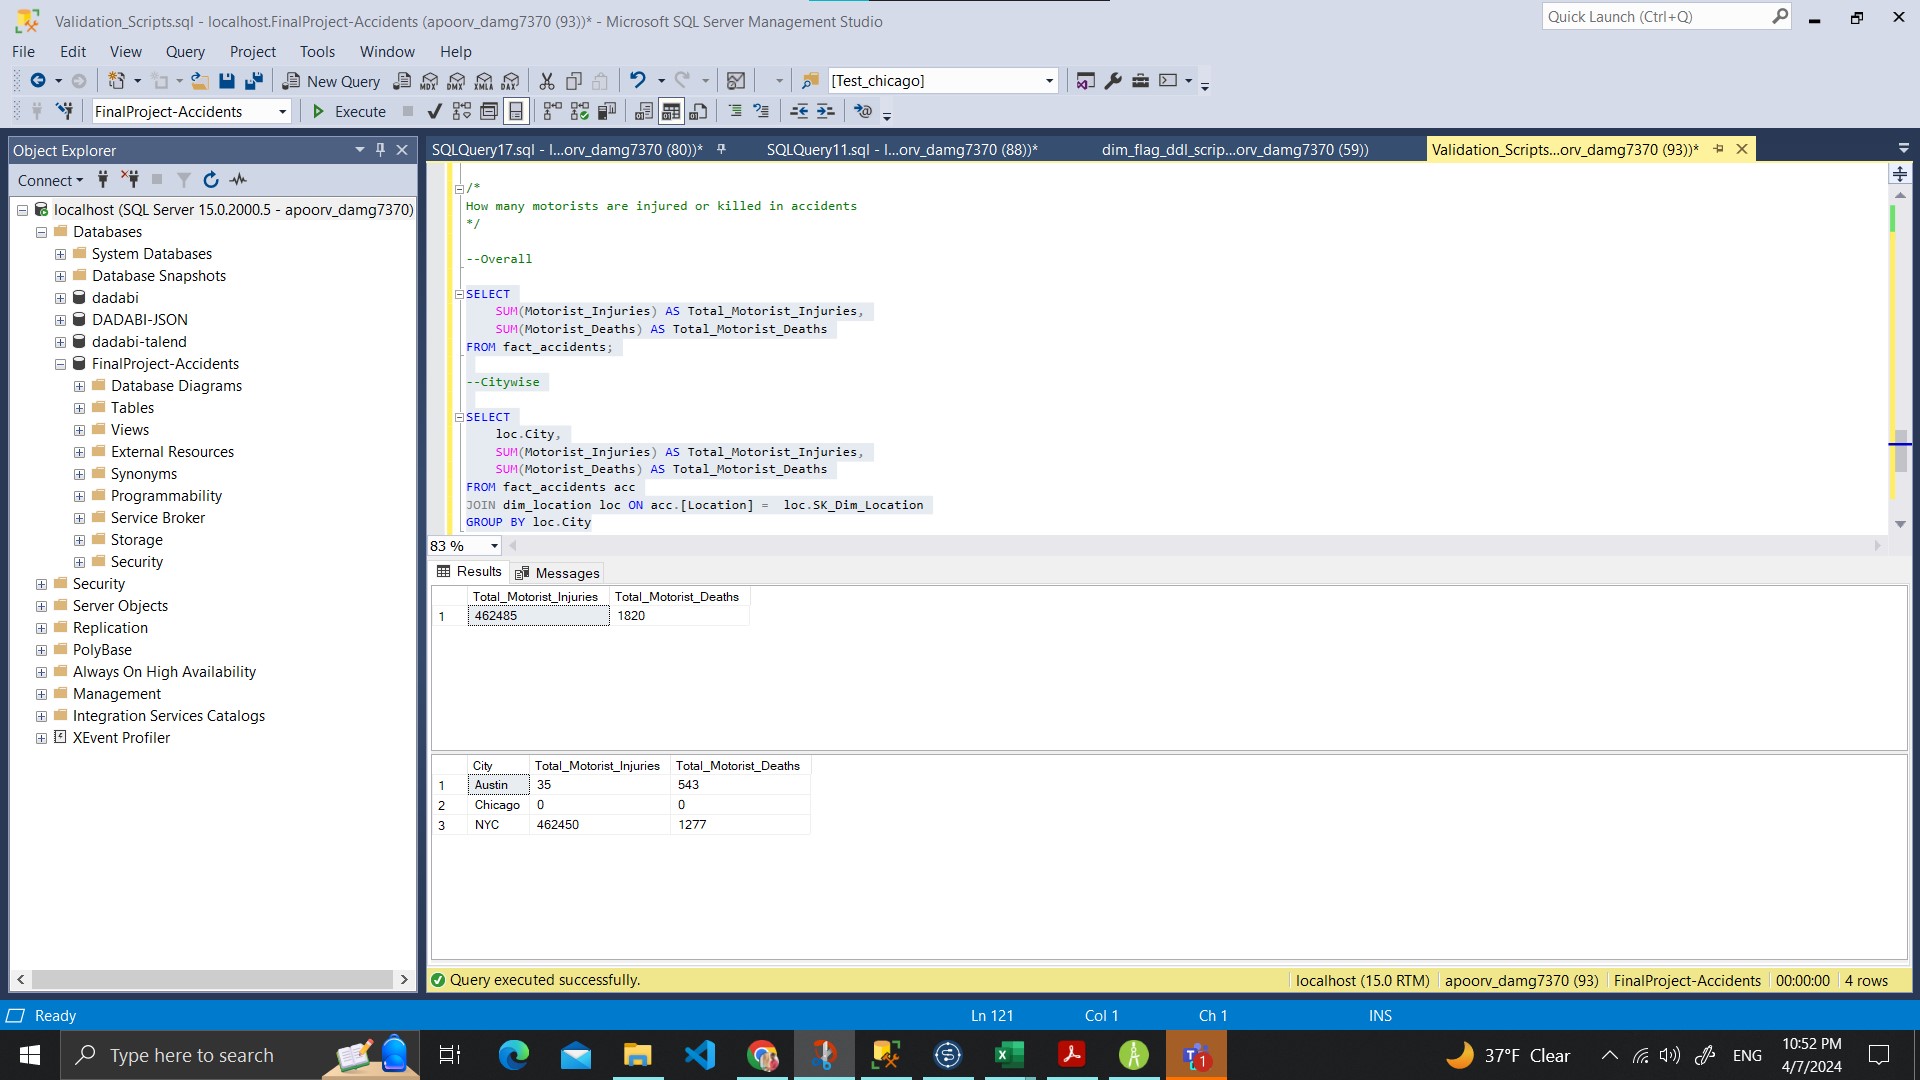 Validation_Scripts.sql - localhost.FinalProject-Accidents (apoorv_damg7370 (93))* - Microsoft SQL Server Management Studio
Quick Launch (Ctrl+Q)
File Edit View Query Project Tools Window Help
New Query
MDX DMX XMLA DAX
[Test_chicago]
FinalProject-Accidents
Execute
Object Explorer
Connect
localhost (SQL Server 15.0.2000.5 - apoorv_damg7370)
Databases
System Databases
Database Snapshots
dadabi
DADABI-JSON
dadabi-talend
FinalProject-Accidents
Database Diagrams
Tables
Views
External Resources
Synonyms
Programmability
Service Broker
Storage
Security
Security
Server Objects
Replication
PolyBase
Always On High Availability
Management
Integration Services Catalogs
XEvent Profiler
SQLQuery17.sql - l...orv_damg7370 (80))*
SQLQuery11.sql - l...orv_damg7370 (88))*
dim_flag_ddl_scrip...orv_damg7370 (59))
Validation_Scripts...orv_damg7370 (93))*
/*
How many motorists are injured or killed in accidents
*/
--Overall
SELECT
SUM(Motorist_Injuries) AS Total_Motorist_Injuries,
SUM(Motorist_Deaths) AS Total_Motorist_Deaths
FROM fact_accidents;
--Citywise
SELECT
loc.City,
SUM(Motorist_Injuries) AS Total_Motorist_Injuries,
SUM(Motorist_Deaths) AS Total_Motorist_Deaths
FROM fact_accidents acc
JOIN dim_location loc ON acc.[Location] = loc.SK_Dim_Location
GROUP BY loc.City
83 %
Results Messages
Total_Motorist_Injuries Total_Motorist_Deaths
1 462485 1820
City Total_Motorist_Injuries Total_Motorist_Deaths
1 Austin 35 543
2 Chicago 0 0
3 NYC 462450 1277
Query executed successfully.
localhost (15.0 RTM) apoorv_damg7370 (93) FinalProject-Accidents 00:00:00 4 rows
Ready
Ln 121 Col 1 Ch 1 INS
Type here to search
1
37°F Clear
ENG
10:52 PM
4/7/2024